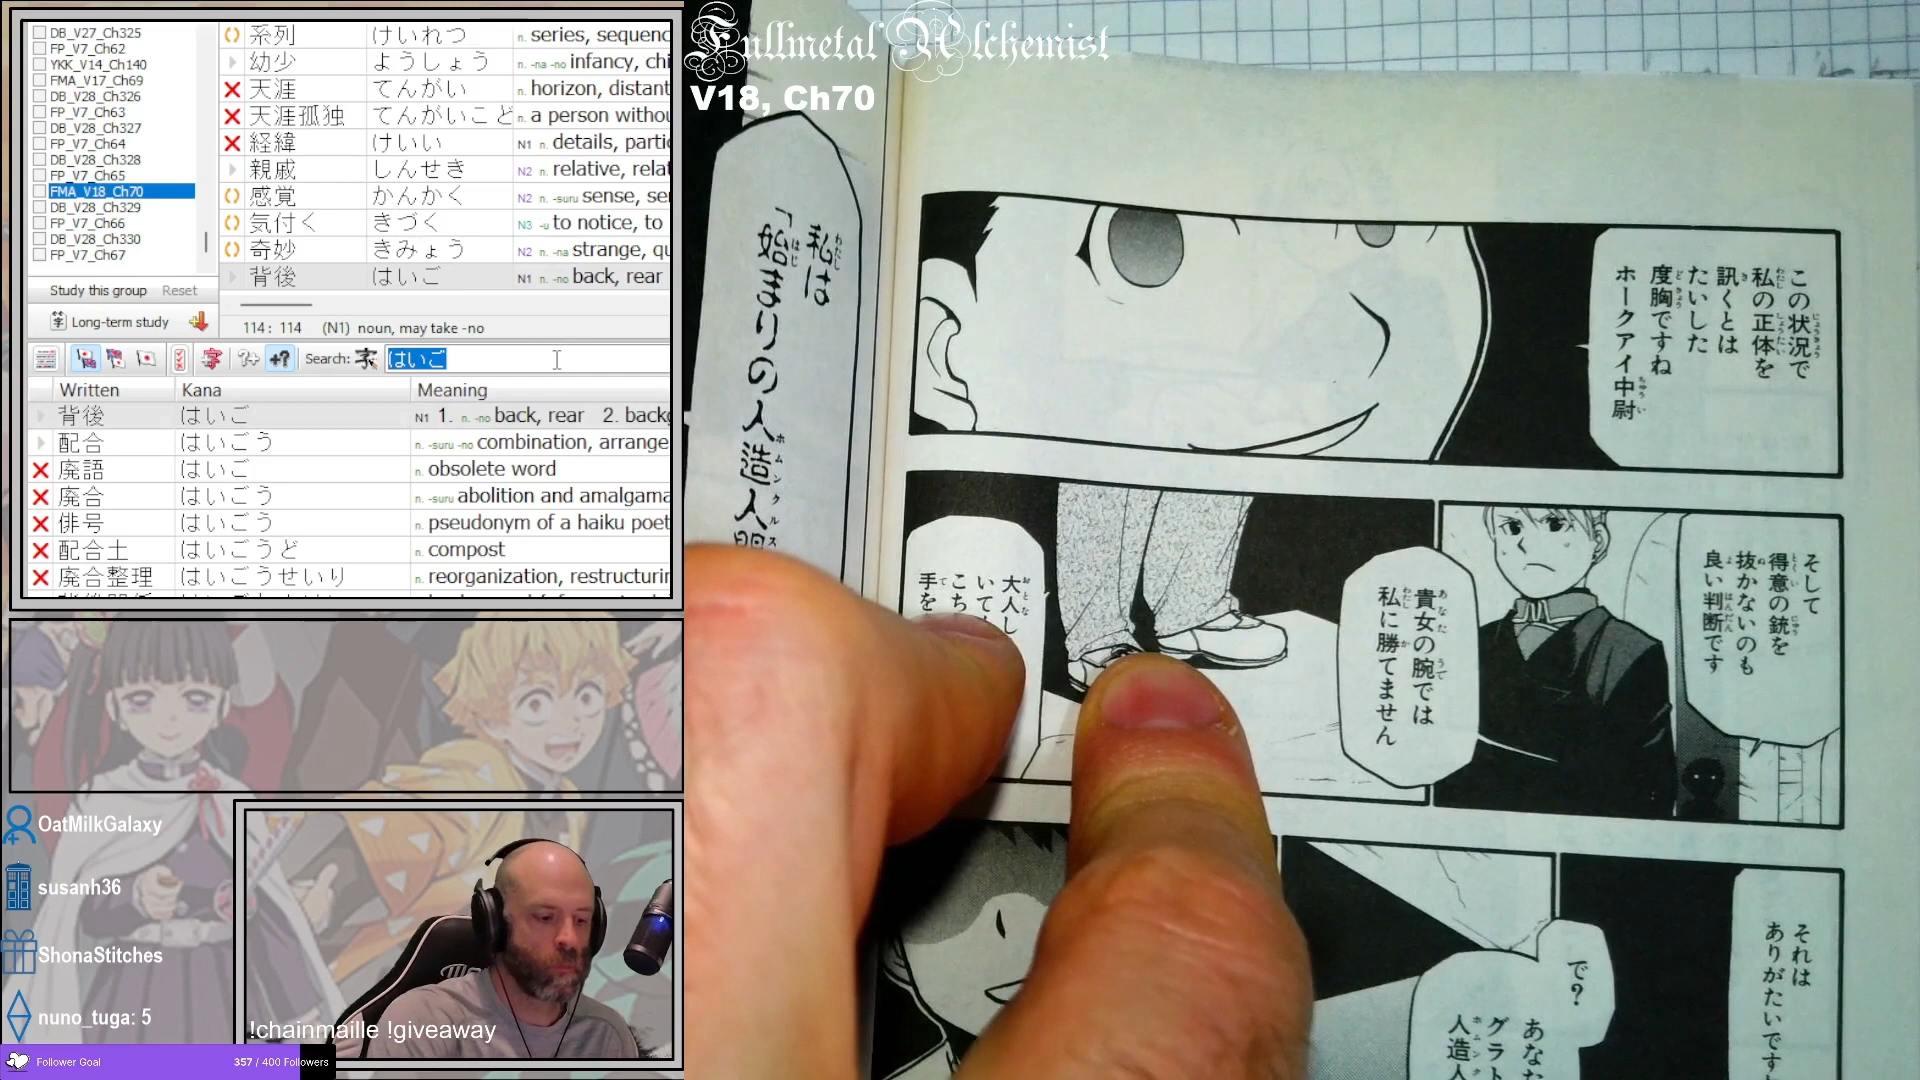 DB_V27_Ch325
FP_V7_Ch62
YKK_V14_Ch140
FMA_V17_Ch69
DB_V28_Ch326
FP_V7_Ch63
DB_V28_Ch327
FP_V7_Ch64
DB_V28_Ch328
FP_V7_Ch65
FMA_V18_Ch70
DB_V28_Ch329
FP_V7_Ch66
DB_V28_Ch330
FP_V7_Ch67
Study this group Reset
Long-term study
系列 けいれつ n. series, sequenc
幼少 ようしょう n. -na -no infancy, chi
天涯 てんがい n. horizon, distant
天涯孤独 てんがいこど n. a person withou
経緯 けいい N1 n. details, partic
親戚 しんせき N2 n. relative, relat
感覚 かんかく N2 n. -suru sense, se
気付く きづく N3 -u to notice, to
奇妙 きみょう N2 n. -na strange, qu
背後 はいご N1 n. -no back, rear
114: 114 (N1) noun, may take -no
Search: はいご
Written Kana Meaning
背後 はいご N1 1. n. -no back, rear 2. back
配合 はいごう n. -suru -no combination, arrange
廃語 はいご n. obsolete word
廃合 はいごう n. -suru abolition and amalgama
俳号 はいごう n. pseudonym of a haiku poet
配合土 はいごうど n. compost
廃合整理 はいごうせいり n. reorganization, restructurin
OatMilkGalaxy
susanh36
ShonaStitches
nuno_tuga: 5
!chainmaille !giveaway
Follower Goal 357 / 400 Followers
Fullmetal Alchemist
V18, Ch70
この状況で
私の正体を
訊くとは
たいした
度胸ですね
ホークアイ中尉
そして
得意の銃を
抜かないのも
良い判断です
貴女の腕では
私に勝てません
大人し
いて
こち
手を
それは
ありがたいです
で?
あな
グラト
人造人
私は
「始まりの人造人間